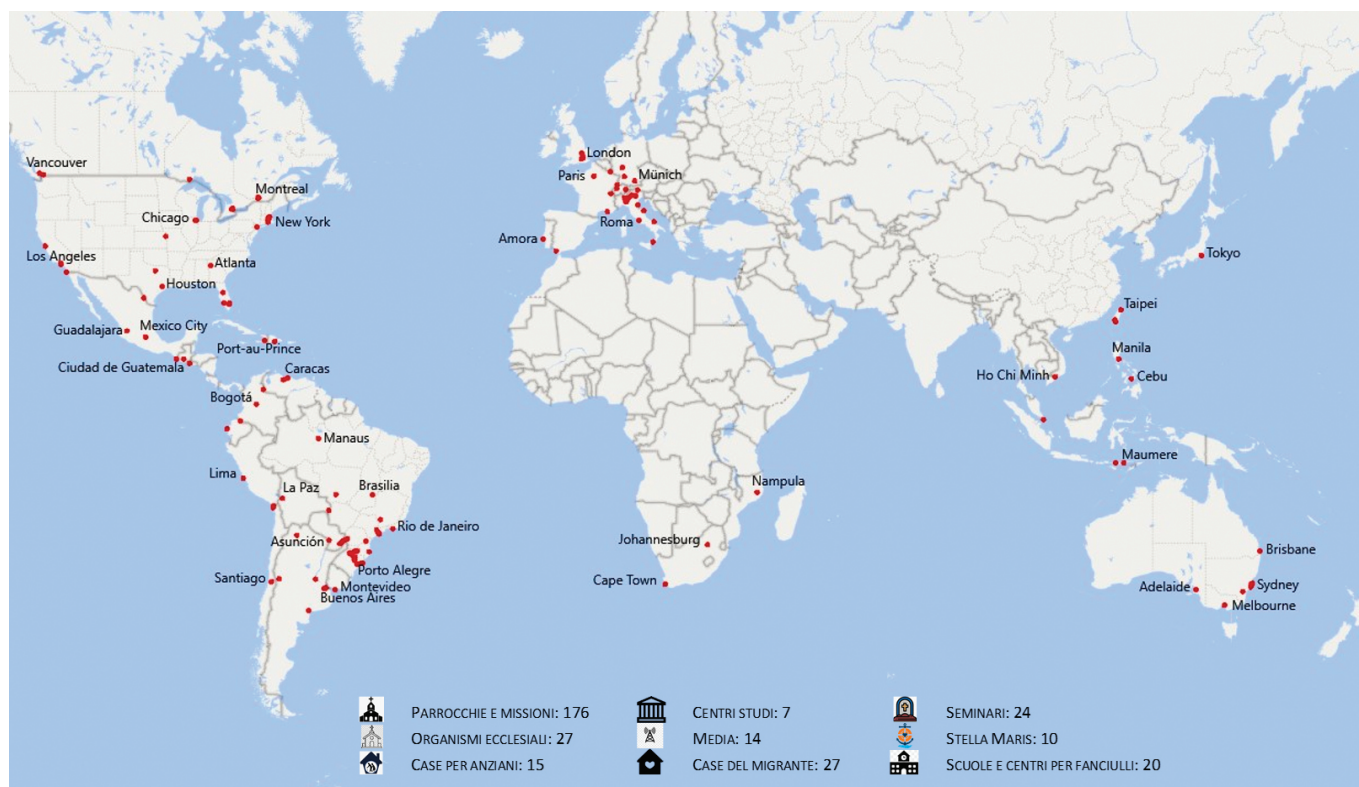 London
Vancouver
Paris
Münich
Montreal
Chicago
New York
Roma
Amora
Los Angeles
Atlanta
Tokyo
Houston
Taipei
Guadalajara
Mexico City
Port-au-Prince
Manila
Ciudad de Guatemala
Caracas
Ho Chi Minh
Cebu
Bogotá
Manaus
Maumere
Lima
La Paz
Brasilia
Nampula
Rio de Janeiro
Asunción
Johannesburg
Brisbane
Porto Alegre
Santiago
Cape Town
Montevideo
Adelaide
Sydney
Buenos Aires
Melbourne
PARROCCHIE E MISSIONI: 176
CENTRI STUDI: 7
SEMINARI: 24
ORGANISMI ECCLESIALI: 27
MEDIA: 14
STELLA MARIS: 10
CASE PER ANZIANI: 15
CASE DEL MIGRANTE: 27
SCUOLE E CENTRI PER FANCIULLI: 20